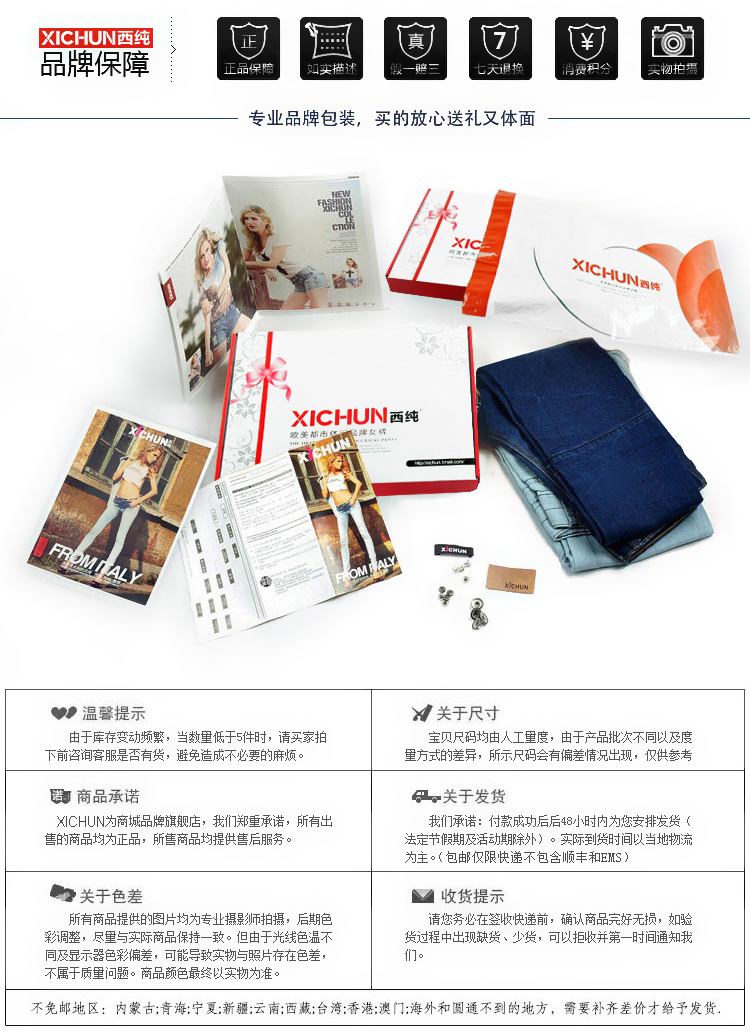 XICHUN西纯
品牌保障
正 真 7 ¥
正品保障 如实描述 假一赔三 七天退换 消费积分 实物拍摄
专业品牌包装，买的放心送礼又体面
NEW
FASHION
XICHUN
COL
LE
CTION
XICHUN西纯
XICHUN西纯
欧美都市休闲品牌女裤
http://xichun.tmall.com/
XICHUN
FROM ITALY
XICHUN
FROM ITALY
XICHUN
XICHUN
温馨提示
由于库存变动频繁，当数量低于5件时，请买家拍
下前咨询客服是否有货，避免造成不必要的麻烦。
关于尺寸
宝贝尺码均由人工量度，由于产品批次不同以及度
量方式的差异，所示尺码会有偏差情况出现，仅供参考
诺 商品承诺
XICHUN为商城品牌旗舰店，我们郑重承诺，所有出
售的商品均为正品，所售商品均提供售后服务。
关于发货
我们承诺：付款成功后后48小时内为您安排发货（
法定节假期及活动期除外）。实际到货时间以当地物流
为主。（包邮仅限快递不包含顺丰和EMS）
关于色差
所有商品提供的图片均为专业摄影师拍摄，后期色
彩调整，尽量与实际商品保持一致。但由于光线色温不
同及显示器色彩偏差，可能导致实物与照片存在色差，
不属于质量问题。商品颜色最终以实物为准。
收货提示
请您务必在签收快递前，确认商品完好无损，如验
货过程中出现缺货、少货，可以拒收并第一时间通知我
们。
不免邮地区：内蒙古;青海;宁夏;新疆;云南;西藏;台湾;香港;澳门;海外和圆通不到的地方，需要补齐差价才给予发货.